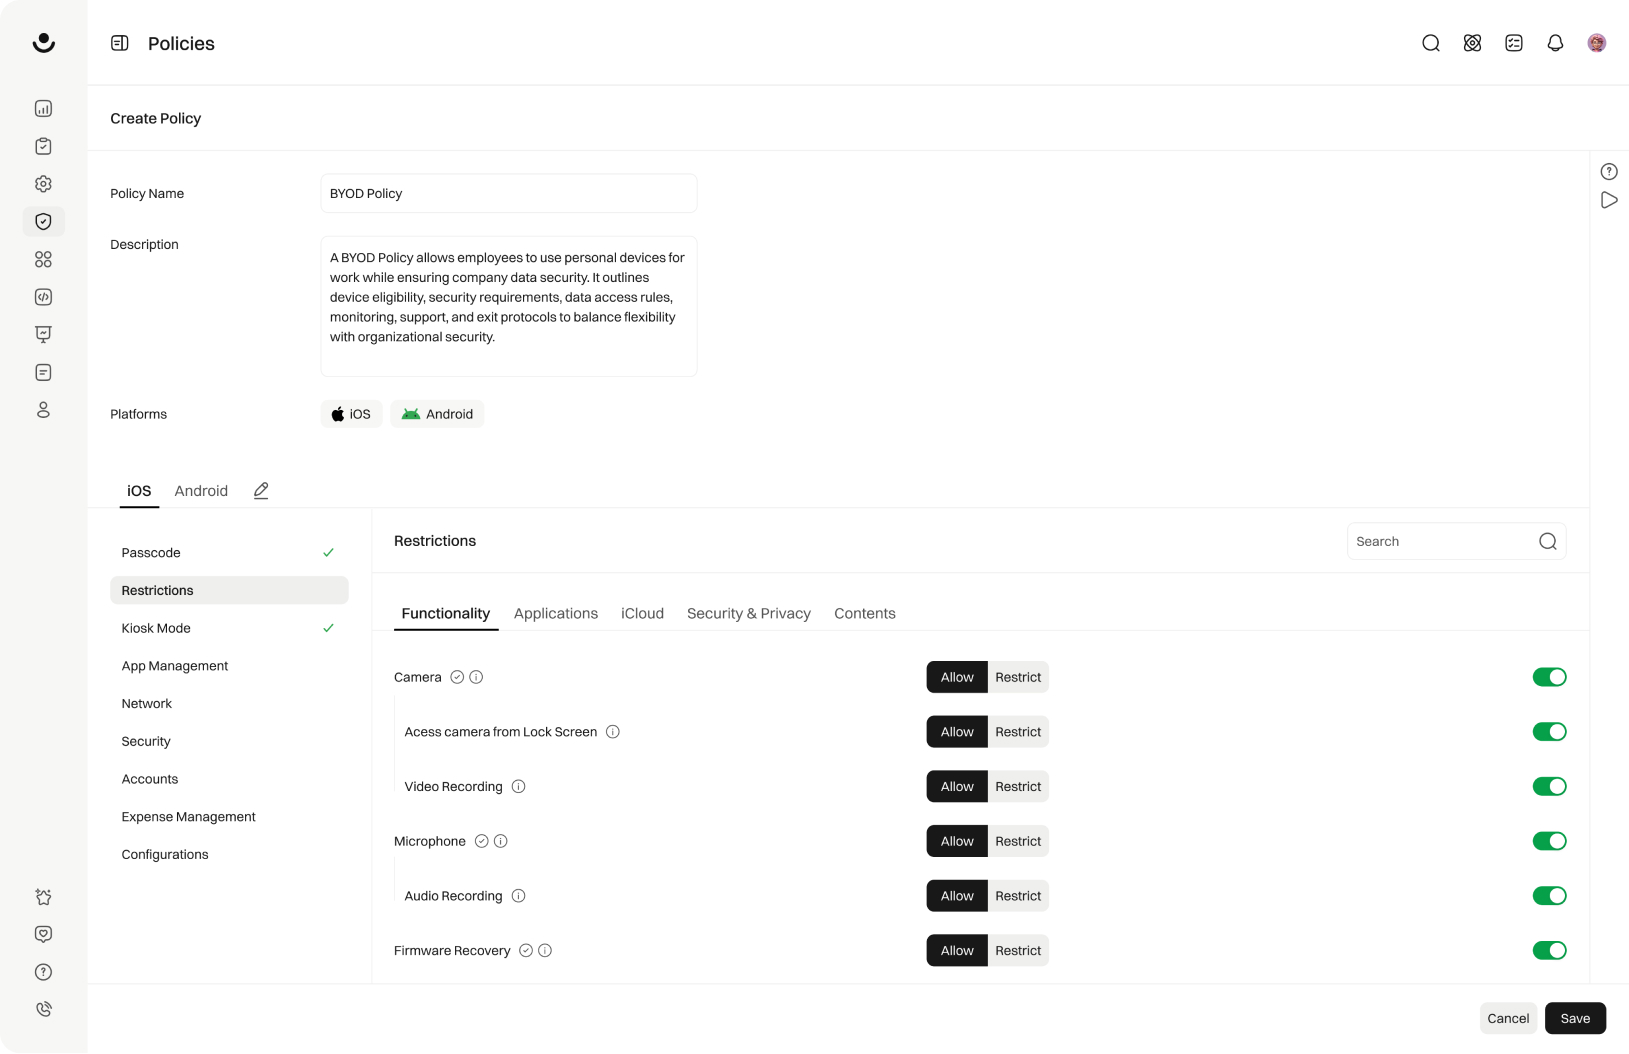 Policies
Create Policy
Policy Name
BYOD Policy
Description
A BYOD Policy allows employees to use personal devices for
work while ensuring company data security. It outlines
device eligibility, security requirements, data access rules,
monitoring, support, and exit protocols to balance flexibility
with organizational security.
Platforms
iOS
Android
iOS
Android
Passcode
Restrictions
Kiosk Mode
App Management
Network
Security
Accounts
Expense Management
Configurations
Restrictions
Search
Functionality
Applications
iCloud
Security & Privacy
Contents
Camera
Allow
Restrict
Acess camera from Lock Screen
Allow
Restrict
Video Recording
Allow
Restrict
Microphone
Allow
Restrict
Audio Recording
Allow
Restrict
Firmware Recovery
Allow
Restrict
Cancel
Save